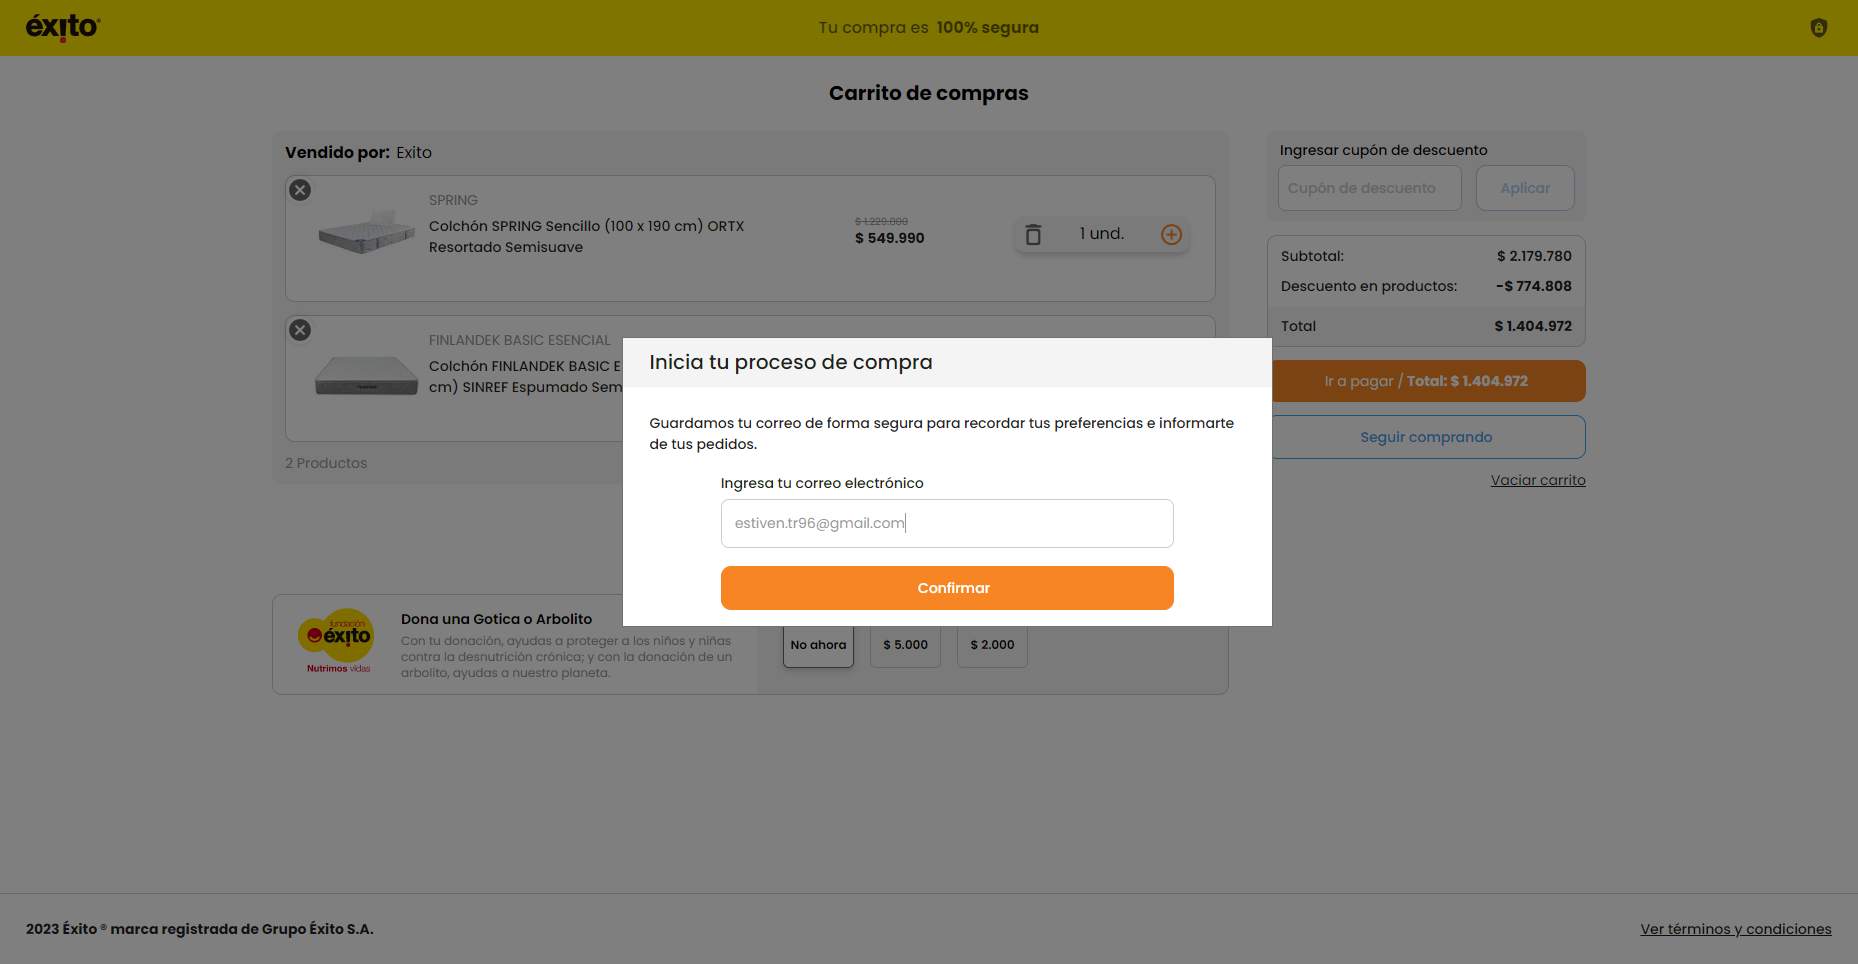 éxito®
Tu compra es 100% segura
Carrito de compras
Vendido por: Exito
SPRING
Colchón SPRING Sencillo (100 x 190 cm) ORTX
Resortado Semisuave
$ 1.229.800
$ 549.990
1 und.
FINLANDEK BASIC ESENCIAL
Colchón FINLANDEK BASIC E
cm) SINREF Espumado Sem
2 Productos
Ingresar cupón de descuento
Cupón de descuento
Aplicar
Subtotal: $ 2.179.780
Descuento en productos: -$ 774.808
Total $ 1.404.972
Ir a pagar / Total: $ 1.404.972
Seguir comprando
Vaciar carrito
Inicia tu proceso de compra
Guardamos tu correo de forma segura para recordar tus preferencias e informarte
de tus pedidos.
Ingresa tu correo electrónico
estiven.tr96@gmail.com
Confirmar
fundación
éxito
Nutrimos vidas
Dona una Gotica o Arbolito
Con tu donación, ayudas a proteger a los niños y niñas
contra la desnutrición crónica; y con la donación de un
arbolito, ayudas a nuestro planeta.
No ahora
$ 5.000
$ 2.000
2023 Éxito ® marca registrada de Grupo Éxito S.A.
Ver términos y condiciones